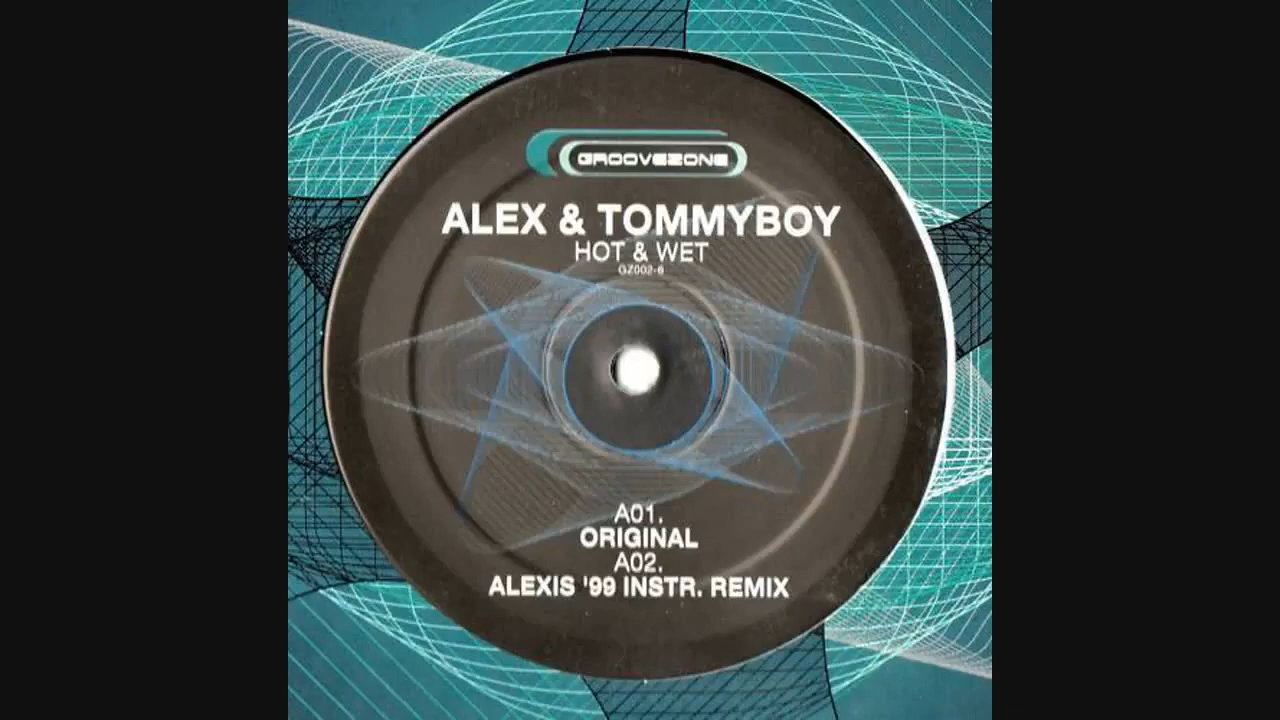 GROOVEZONE
ALEX & TOMMYBOY
HOT & WET
GZ002-6
A01.
ORIGINAL
A02.
ALEXIS '99 INSTR. REMIX